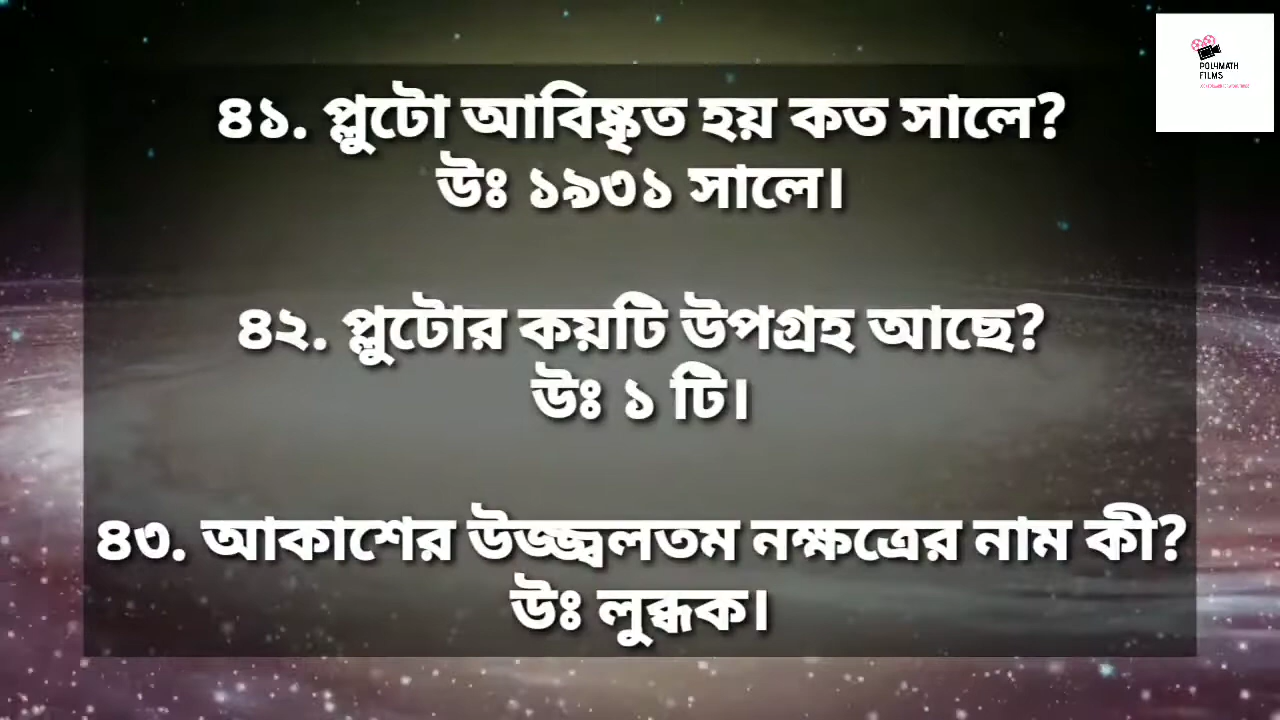 POLYMATH
FILMS
৪১. প্লুটো আবিষ্কৃত হয় কত সালে?
উঃ ১৯৩১ সালে।
৪২. প্লুটোর কয়টি উপগ্রহ আছে?
উঃ ১ টি।
৪৩. আকাশের উজ্জ্বলতম নক্ষত্রের নাম কী?
উঃ লুব্ধক।